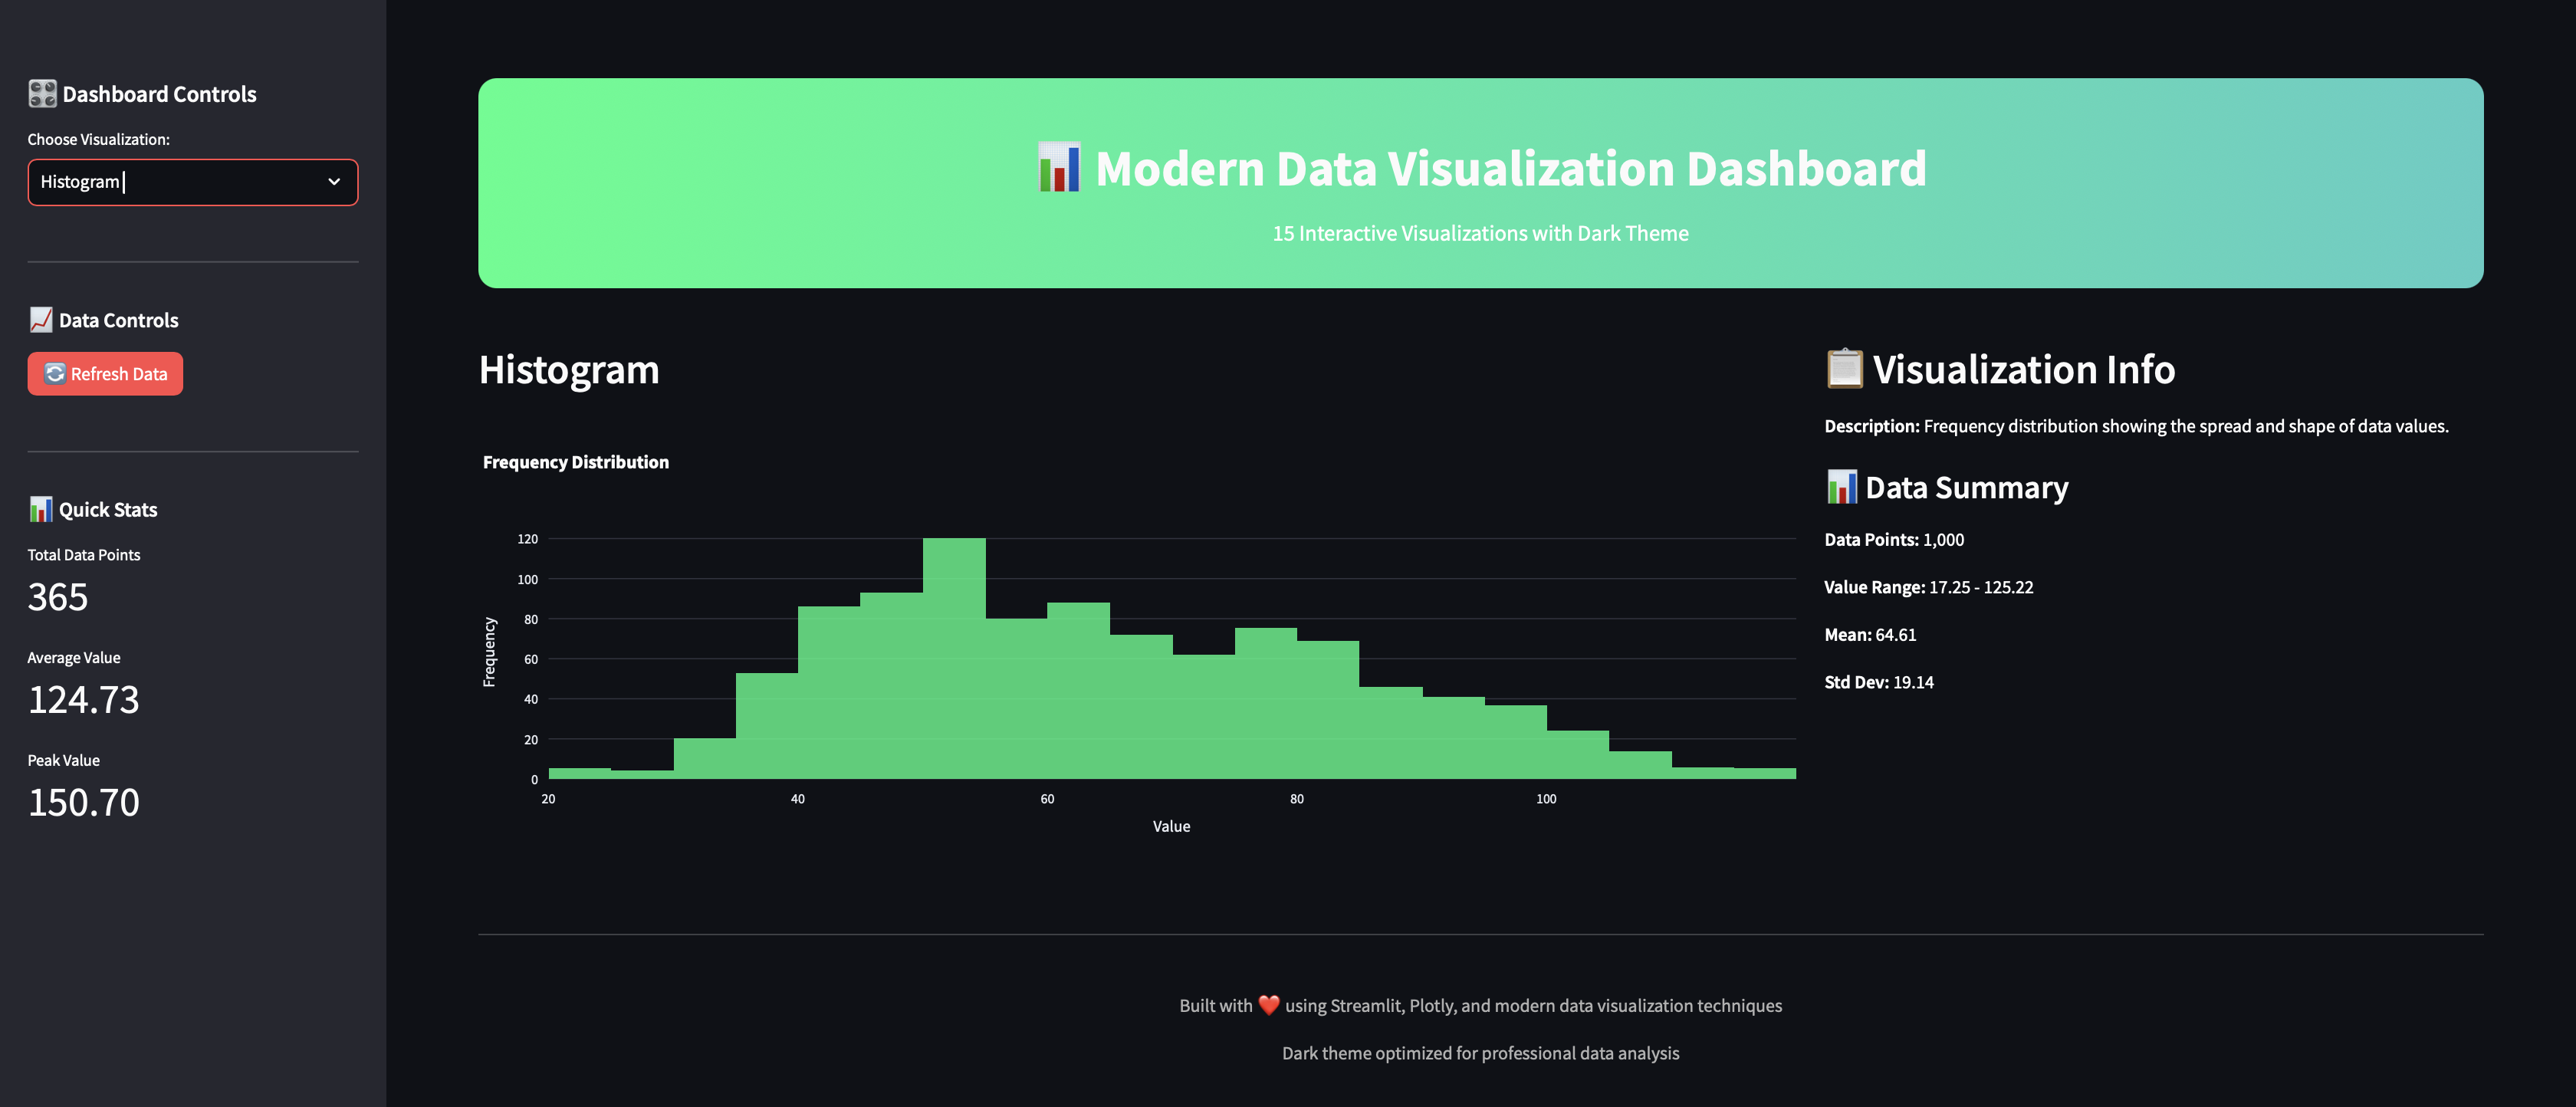 Dashboard Controls
Choose Visualization:
Histogram
Data Controls
Refresh Data
Quick Stats
Total Data Points
365
Average Value
124.73
Peak Value
150.70
Modern Data Visualization Dashboard
15 Interactive Visualizations with Dark Theme
Histogram
Frequency Distribution
120
100
80
60
40
20
0
Frequency
20 40 60 80 100
Value
Visualization Info
Description: Frequency distribution showing the spread and shape of data values.
Data Summary
Data Points: 1,000
Value Range: 17.25 - 125.22
Mean: 64.61
Std Dev: 19.14
Built with ❤️ using Streamlit, Plotly, and modern data visualization techniques
Dark theme optimized for professional data analysis